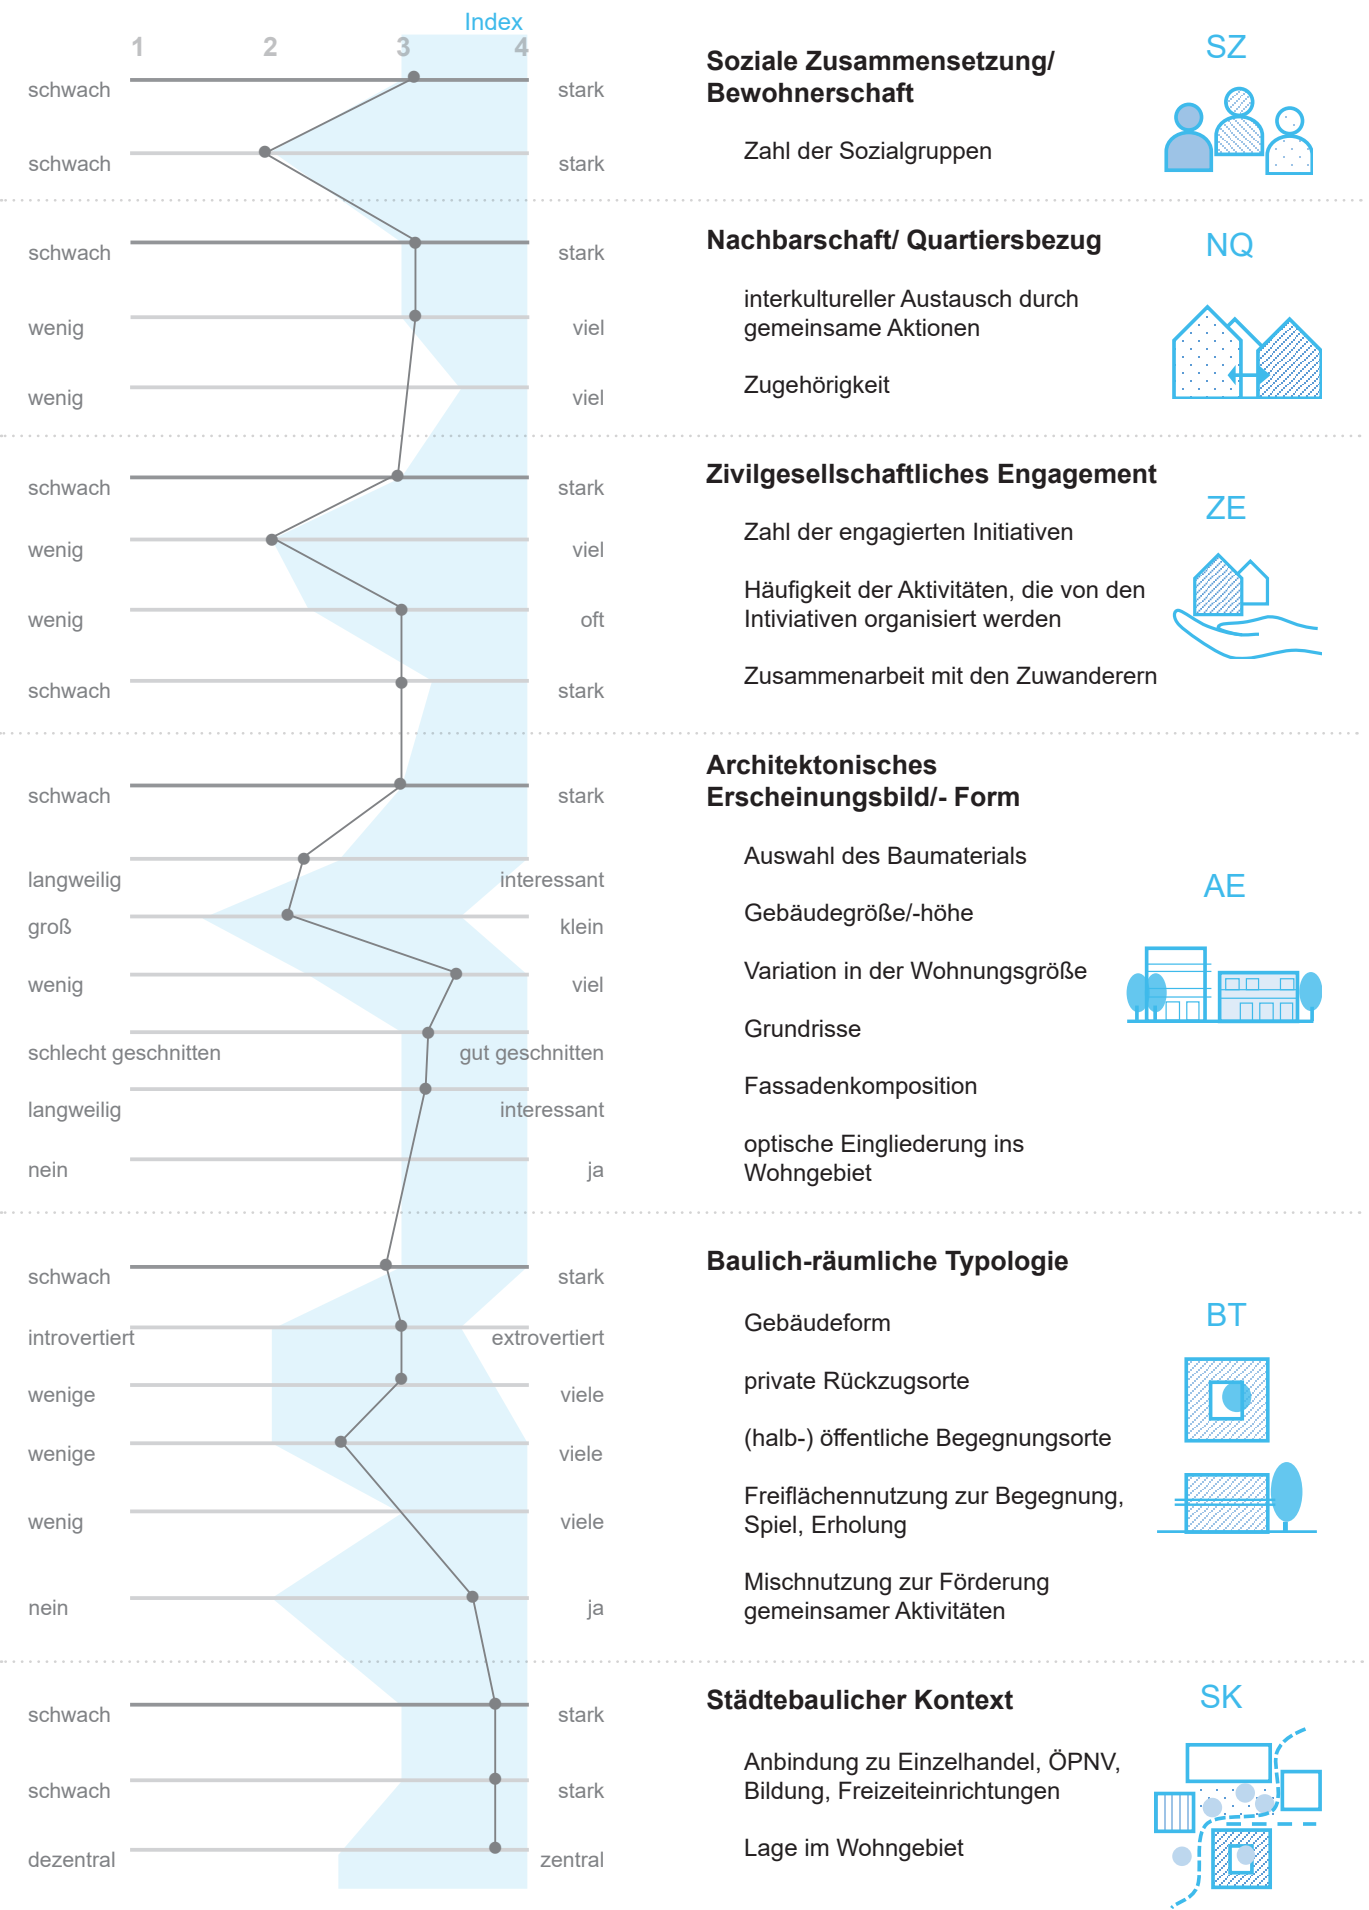 Index
1 2 3 4
schwach stark Soziale Zusammensetzung/ SZ
Bewohnerschaft
schwach stark Zahl der Sozialgruppen
schwach stark Nachbarschaft/ Quartiersbezug NQ
wenig viel interkultureller Austausch durch
gemeinsame Aktionen
wenig viel Zugehörigkeit
schwach stark Zivilgesellschaftliches Engagement ZE
wenig viel Zahl der engagierten Initiativen
wenig oft Häufigkeit der Aktivitäten, die von den
Intiviativen organisiert werden
schwach stark Zusammenarbeit mit den Zuwanderern
schwach stark Architektonisches
Erscheinungsbild/- Form
langweilig interessant Auswahl des Baumaterials AE
groß klein Gebäudegröße/-höhe
wenig viel Variation in der Wohnungsgröße
schlecht geschnitten gut geschnitten Grundrisse
langweilig interessant Fassadenkomposition
nein ja optische Eingliederung ins
Wohngebiet
schwach stark Baulich-räumliche Typologie BT
introvertiert extrovertiert Gebäudeform
wenige viele private Rückzugsorte
wenige viele (halb-) öffentliche Begegnungsorte
wenig viele Freiflächennutzung zur Begegnung,
Spiel, Erholung
nein ja Mischnutzung zur Förderung
gemeinsamer Aktivitäten
schwach stark Städtebaulicher Kontext SK
schwach stark Anbindung zu Einzelhandel, ÖPNV,
Bildung, Freizeiteinrichtungen
dezentral zentral Lage im Wohngebiet